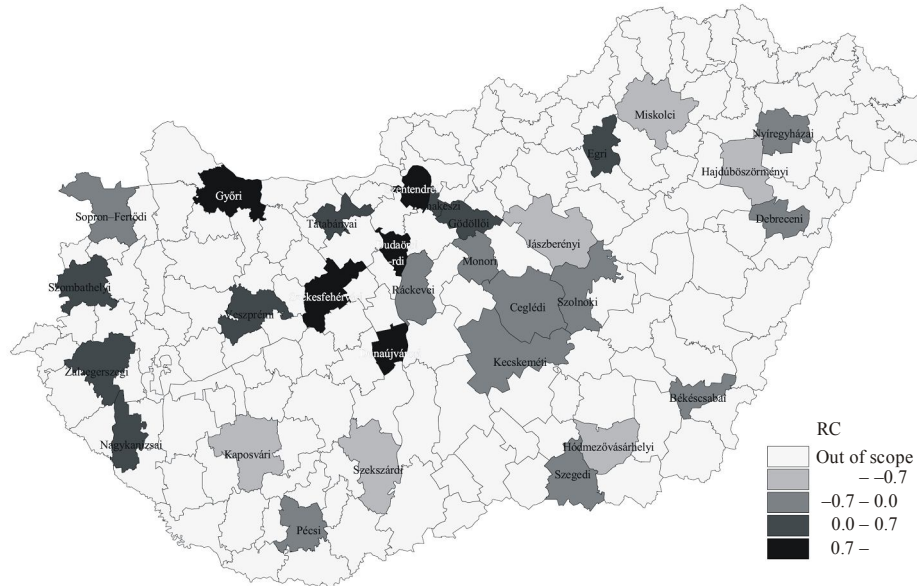 Miskolci
Nyíregyházai
Egri
Hajdúböszörményi
Győri
Sopron–Fertődi
Tatabányai
Gödöllői
Debreceni
Jászberényi
Monori
Szombathelyi
Ráckevei
Ceglédi
Szolnoki
Kecskeméti
Zalaegerszegi
Békéscsabai
Nagykanizsai
Kaposvári
Szekszárdi
Hódmezővásárhelyi
Szegedi
Pécsi
RC
Out of scope
– –0.7
–0.7 – 0.0
0.0 – 0.7
0.7 –